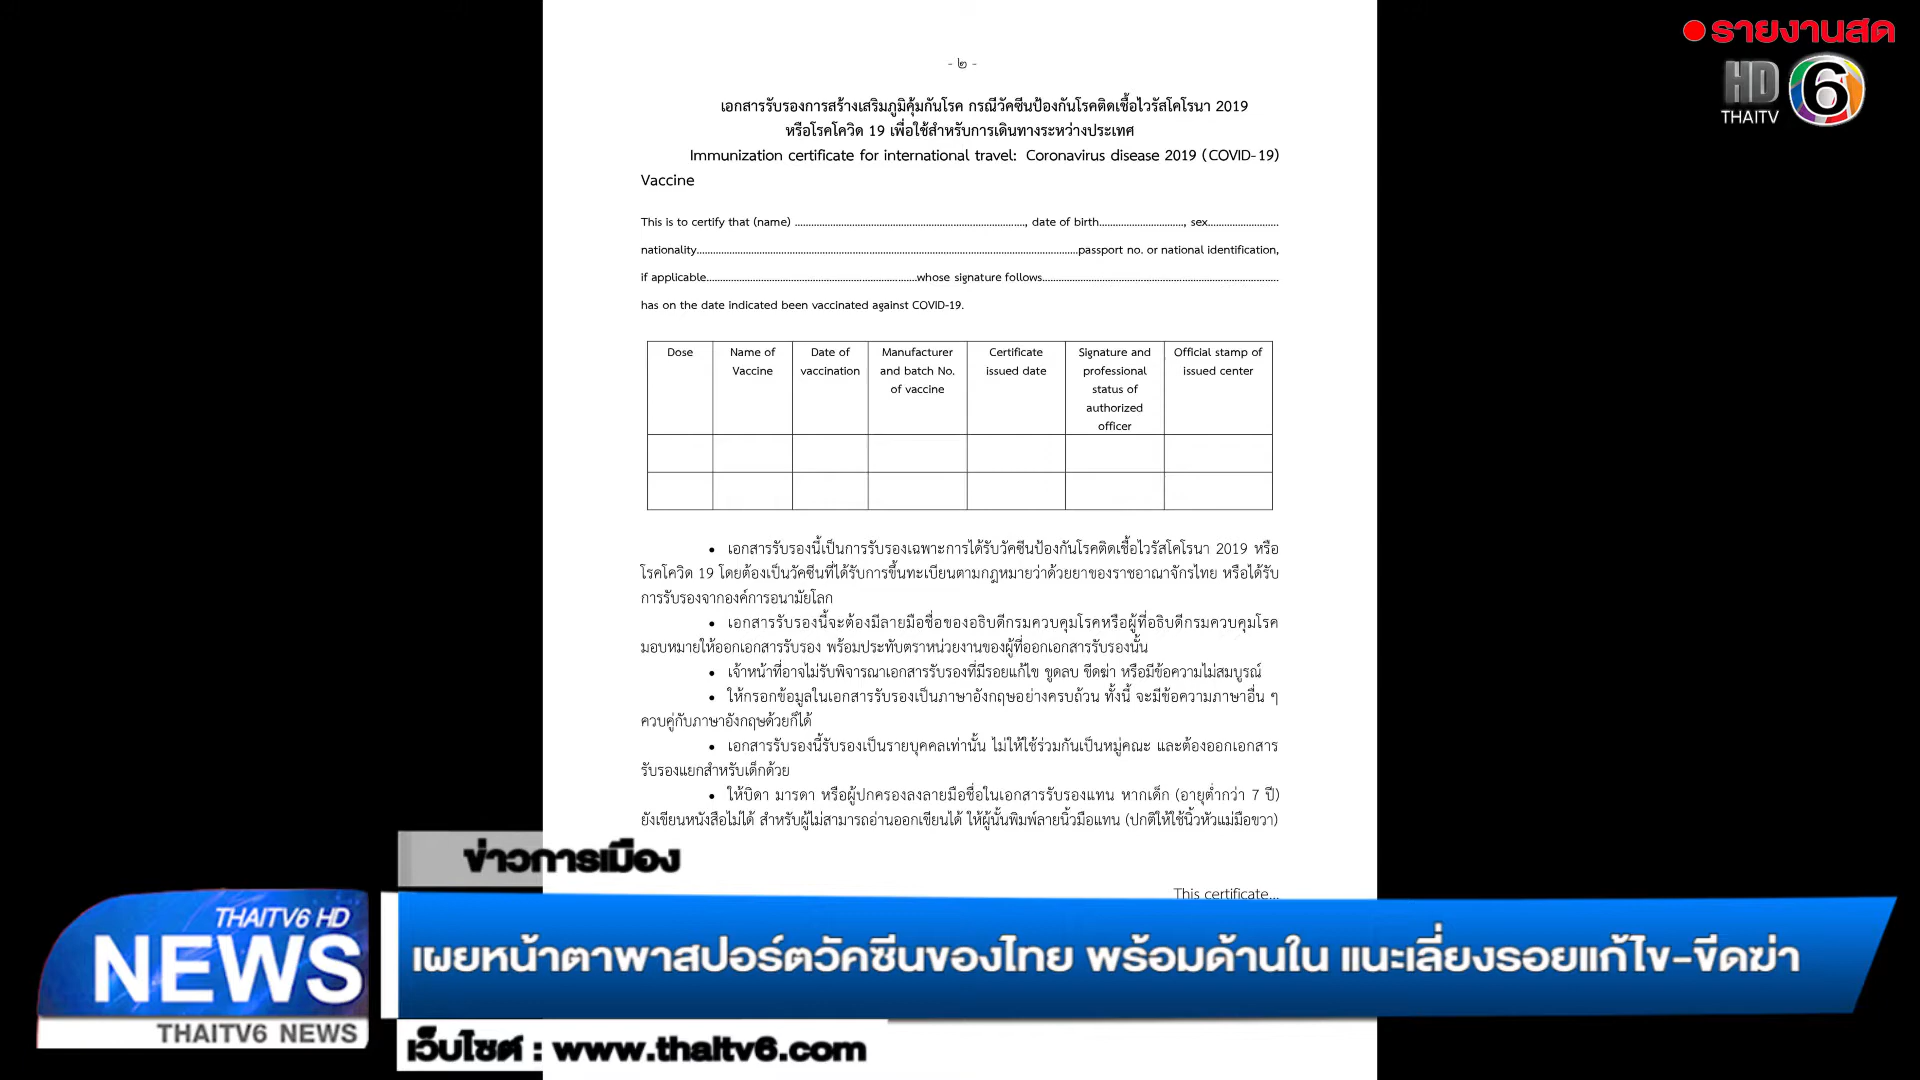 รายงานสด
HD
THAITV
6
- ๒ -
เอกสารรับรองการสร้างเสริมภูมิคุ้มกันโรค กรณีวัคซีนป้องกันโรคติดเชื้อไวรัสโคโรนา 2019
หรือโรคโควิด 19 เพื่อใช้สำหรับการเดินทางระหว่างประเทศ
Immunization certificate for international travel: Coronavirus disease 2019 (COVID-19)
Vaccine
This is to certify that (name) ................................................................................., date of birth.............................., sex.........................
nationality.....................................................................................................................................passport no. or national identification,
if applicable..........................................................................whose signature follows...................................................................................
has on the date indicated been vaccinated against COVID-19.
Dose
Name of
Vaccine
Date of
vaccination
Manufacturer
and batch No.
of vaccine
Certificate
issued date
Signature and
professional
status of
authorized
officer
Official stamp of
issued center
• เอกสารรับรองนี้เป็นการรับรองเฉพาะการได้รับวัคซีนป้องกันโรคติดเชื้อไวรัสโคโรนา 2019 หรือ
โรคโควิด 19 โดยต้องเป็นวัคซีนที่ได้รับการขึ้นทะเบียนตามกฎหมายว่าด้วยยาของราชอาณาจักรไทย หรือได้รับ
การรับรองจากองค์การอนามัยโลก
• เอกสารรับรองนี้จะต้องมีลายมือชื่อของอธิบดีกรมควบคุมโรคหรือผู้ที่อธิบดีกรมควบคุมโรค
มอบหมายให้ออกเอกสารรับรอง พร้อมประทับตราหน่วยงานของผู้ที่ออกเอกสารรับรองนั้น
• เจ้าหน้าที่อาจไม่รับพิจารณาเอกสารรับรองที่มีรอยแก้ไข ขูดลบ ขีดฆ่า หรือมีข้อความไม่สมบูรณ์
• ให้กรอกข้อมูลในเอกสารรับรองเป็นภาษาอังกฤษอย่างครบถ้วน ทั้งนี้ จะมีข้อความภาษาอื่น ๆ
ควบคู่กับภาษาอังกฤษด้วยก็ได้
• เอกสารรับรองนี้รับรองเป็นรายบุคคลเท่านั้น ไม่ให้ใช้ร่วมกันเป็นหมู่คณะ และต้องออกเอกสาร
รับรองแยกสำหรับเด็กด้วย
• ให้บิดา มารดา หรือผู้ปกครองลงลายมือชื่อในเอกสารรับรองแทน หากเด็ก (อายุต่ำกว่า 7 ปี)
ยังเขียนหนังสือไม่ได้ สำหรับผู้ไม่สามารถอ่านออกเขียนได้ ให้ผู้นั้นพิมพ์ลายนิ้วมือแทน (ปกติให้ใช้นิ้วหัวแม่มือขวา)
This certificate...
ข่าวการเมือง
THAITV6 HD
NEWS
THAITV6 NEWS
เผยหน้าตาพาสปอร์ตวัคซีนของไทย พร้อมด้านใน แนะเลี่ยงรอยแก้ไข-ขีดฆ่า
เว็บไซต์ : www.thaitv6.com